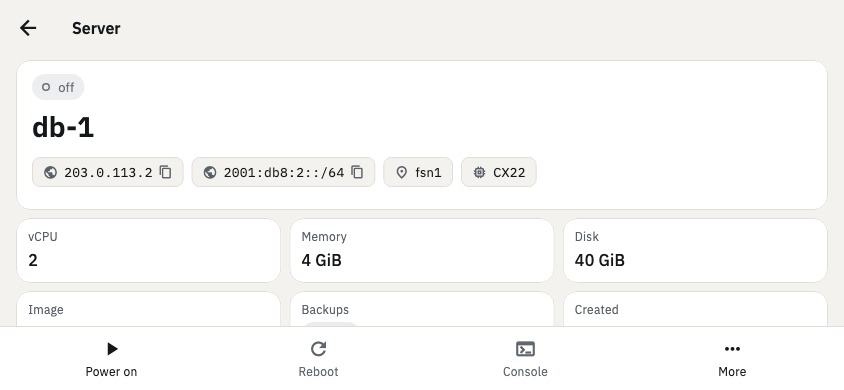 Server
off
db-1
203.0.113.2 2001:db8:2::/64 fsn1 CX22
vCPU Memory Disk
2 4 GiB 40 GiB
Image Backups Created
Power on Reboot Console More